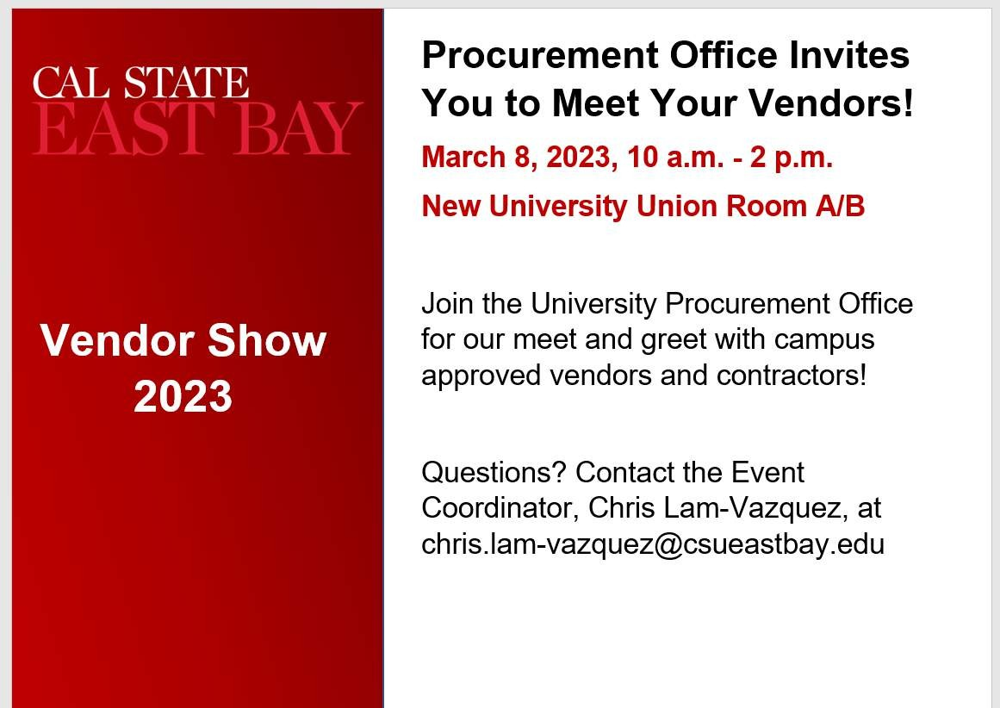 CAL STATE
EAST BAY
Vendor Show
2023
Procurement Office Invites
You to Meet Your Vendors!
March 8, 2023, 10 a.m. - 2 p.m.
New University Union Room A/B
Join the University Procurement Office
for our meet and greet with campus
approved vendors and contractors!
Questions? Contact the Event
Coordinator, Chris Lam-Vazquez, at
chris.lam-vazquez@csueastbay.edu